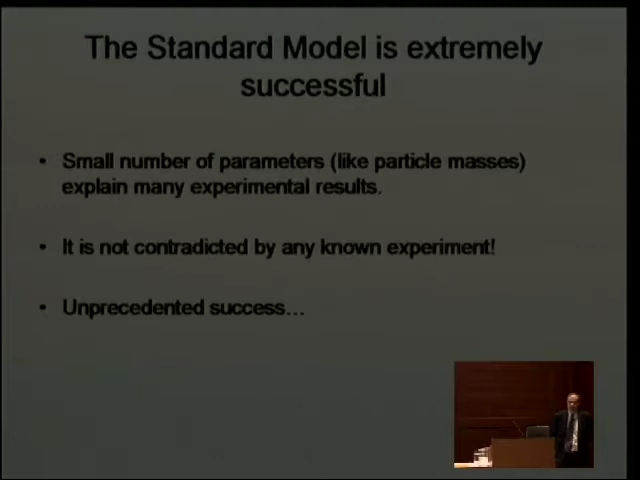 The Standard Model is extremely
successful
• Small number of parameters (like particle masses)
explain many experimental results.
• It is not contradicted by any known experiment!
• Unprecedented success…